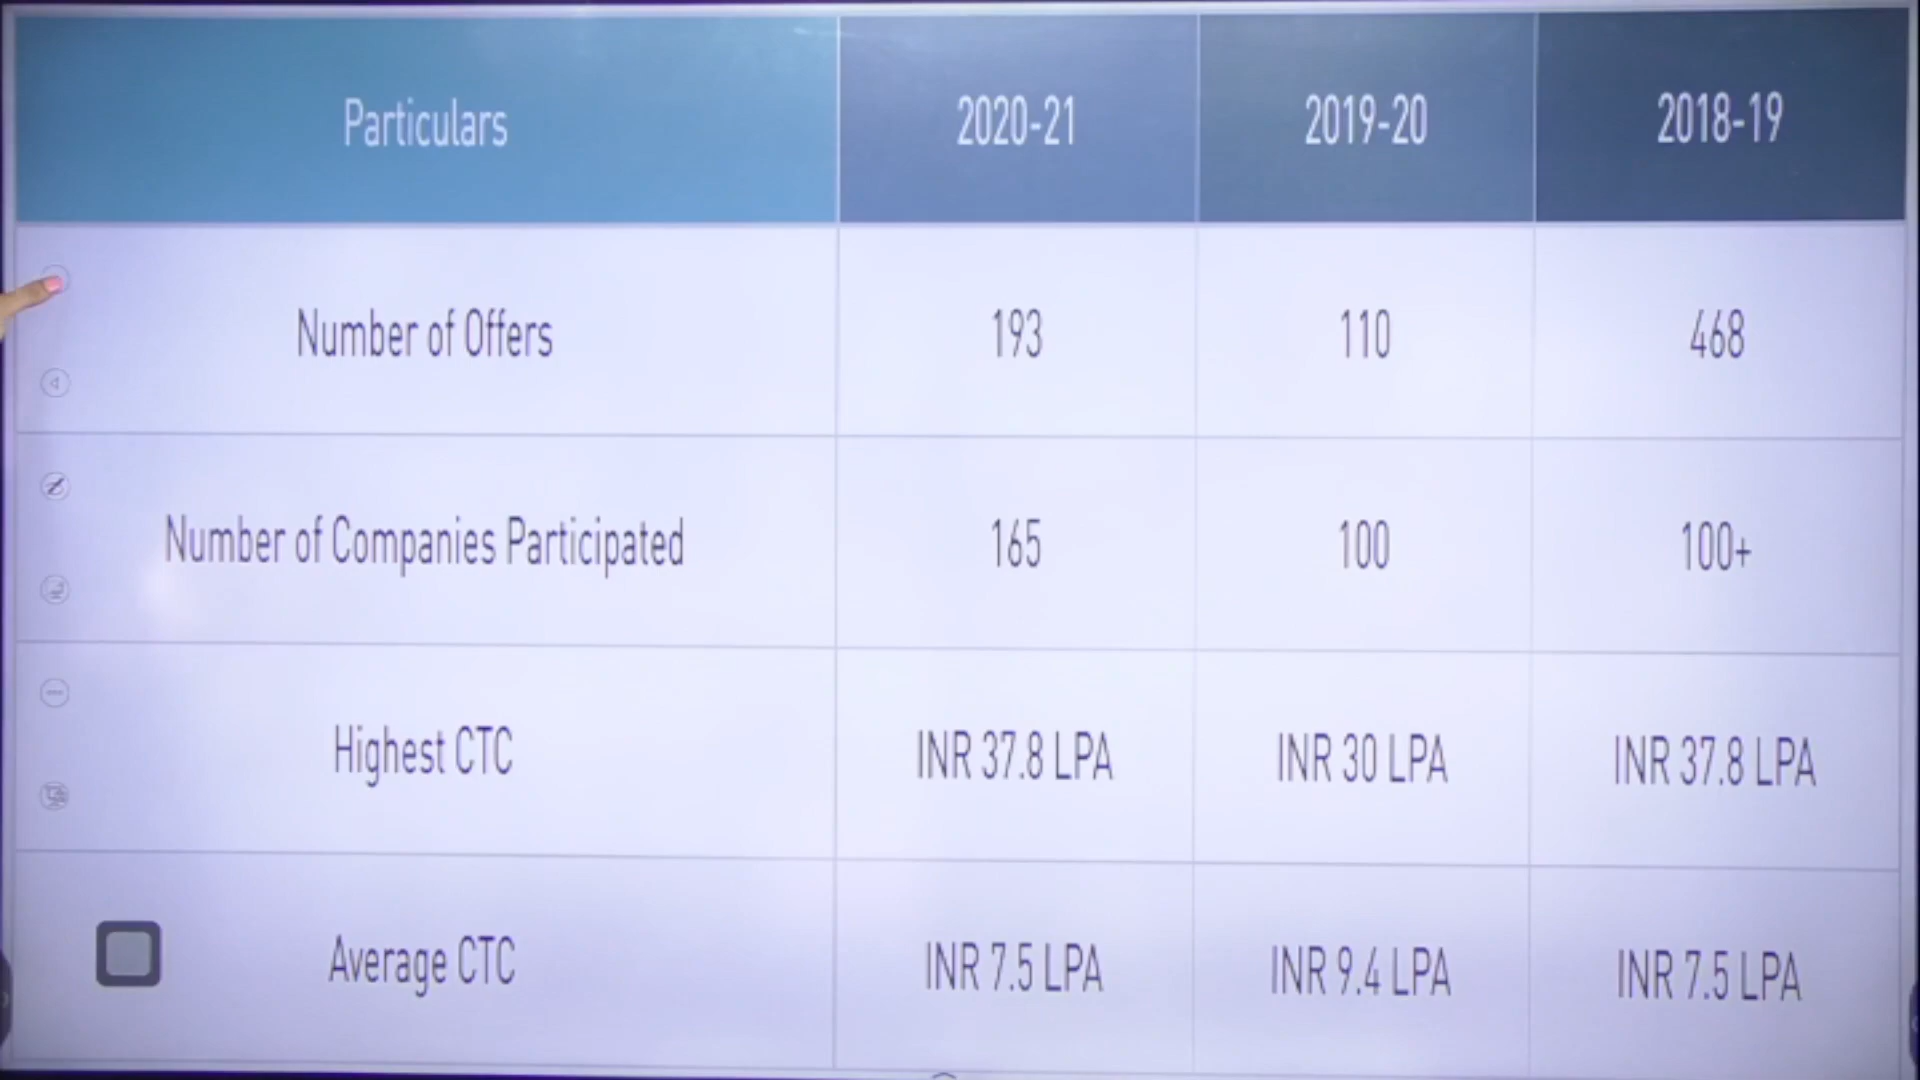 Particulars 2020-21 2019-20 2018-19
Number of Offers 193 110 468
Number of Companies Participated 165 100 100+
Highest CTC INR 37.8 LPA INR 30 LPA INR 37.8 LPA
Average CTC INR 7.5 LPA INR 9.4 LPA INR 7.5 LPA